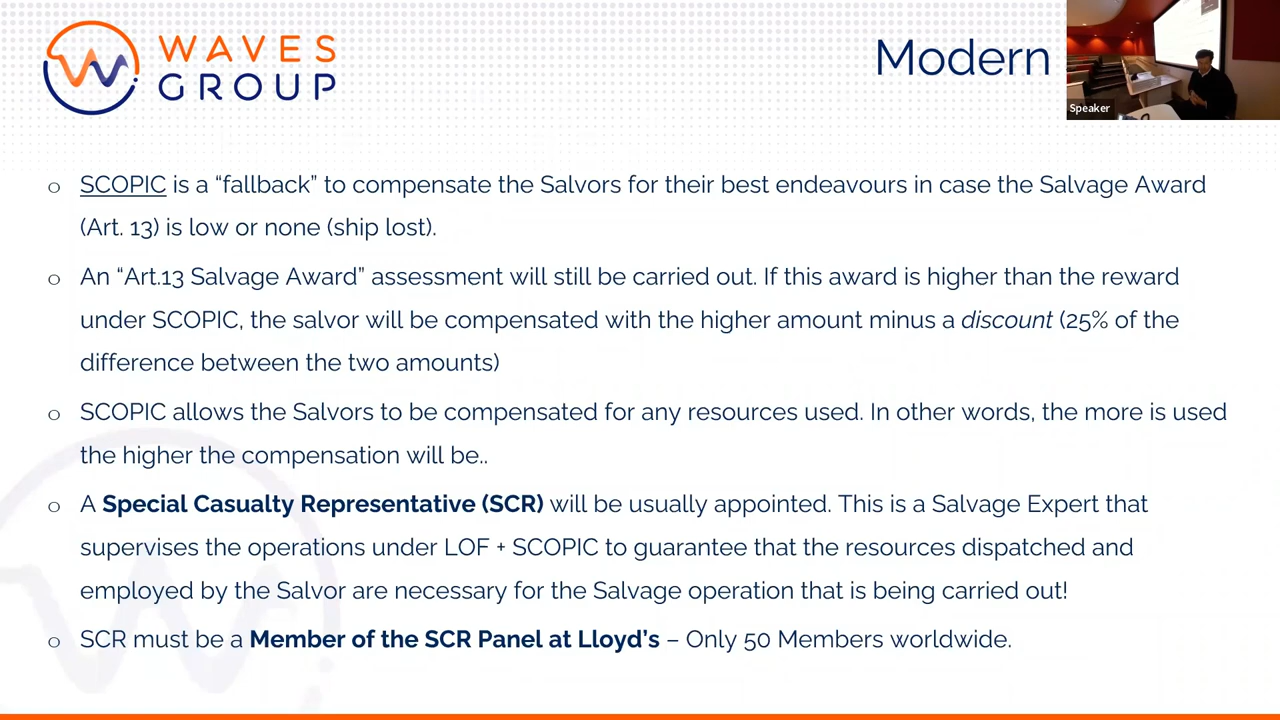 WAVES
GROUP
Modern
Speaker
o SCOPIC is a “fallback” to compensate the Salvors for their best endeavours in case the Salvage Award
(Art. 13) is low or none (ship lost).
o An “Art.13 Salvage Award” assessment will still be carried out. If this award is higher than the reward
under SCOPIC, the salvor will be compensated with the higher amount minus a discount (25% of the
difference between the two amounts)
o SCOPIC allows the Salvors to be compensated for any resources used. In other words, the more is used
the higher the compensation will be..
o A Special Casualty Representative (SCR) will be usually appointed. This is a Salvage Expert that
supervises the operations under LOF + SCOPIC to guarantee that the resources dispatched and
employed by the Salvor are necessary for the Salvage operation that is being carried out!
o SCR must be a Member of the SCR Panel at Lloyd’s – Only 50 Members worldwide.